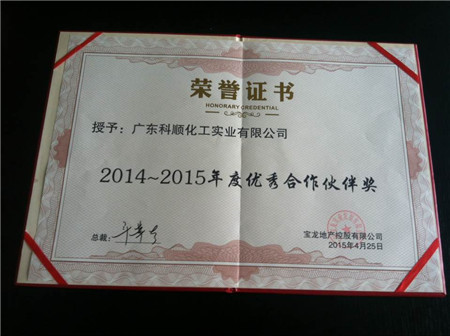 荣誉证书
HONORARY CREDENTIAL
授予：广东科顺化工实业有限公司
2014~2015年度优秀合作伙伴奖
总裁：
宝龙地产控股有限公司
2015年4月25日